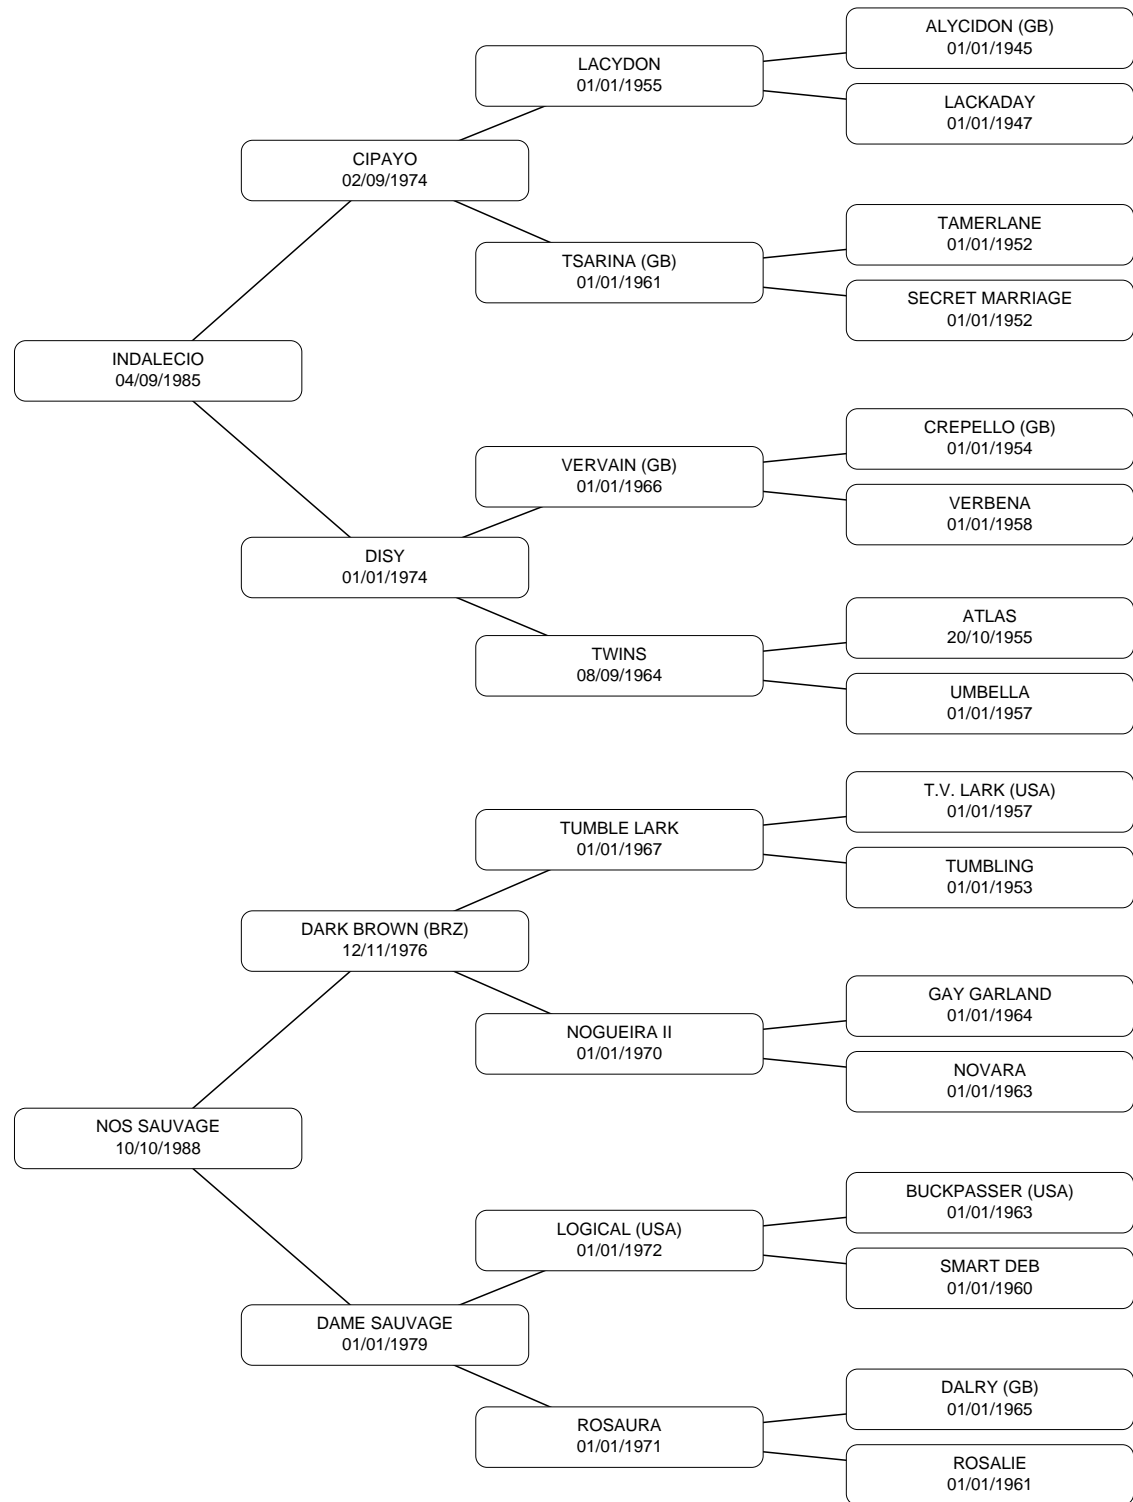 ALYCIDON (GB)
01/01/1945
LACYDON
01/01/1955
LACKADAY
01/01/1947
CIPAYO
02/09/1974
TAMERLANE
01/01/1952
TSARINA (GB)
01/01/1961
SECRET MARRIAGE
01/01/1952
INDALECIO
04/09/1985
CREPELLO (GB)
01/01/1954
VERVAIN (GB)
01/01/1966
VERBENA
01/01/1958
DISY
01/01/1974
ATLAS
20/10/1955
TWINS
08/09/1964
UMBELLA
01/01/1957
T.V. LARK (USA)
01/01/1957
TUMBLE LARK
01/01/1967
TUMBLING
01/01/1953
DARK BROWN (BRZ)
12/11/1976
GAY GARLAND
01/01/1964
NOGUEIRA II
01/01/1970
NOVARA
01/01/1963
NOS SAUVAGE
10/10/1988
BUCKPASSER (USA)
01/01/1963
LOGICAL (USA)
01/01/1972
SMART DEB
01/01/1960
DAME SAUVAGE
01/01/1979
DALRY (GB)
01/01/1965
ROSAURA
01/01/1971
ROSALIE
01/01/1961